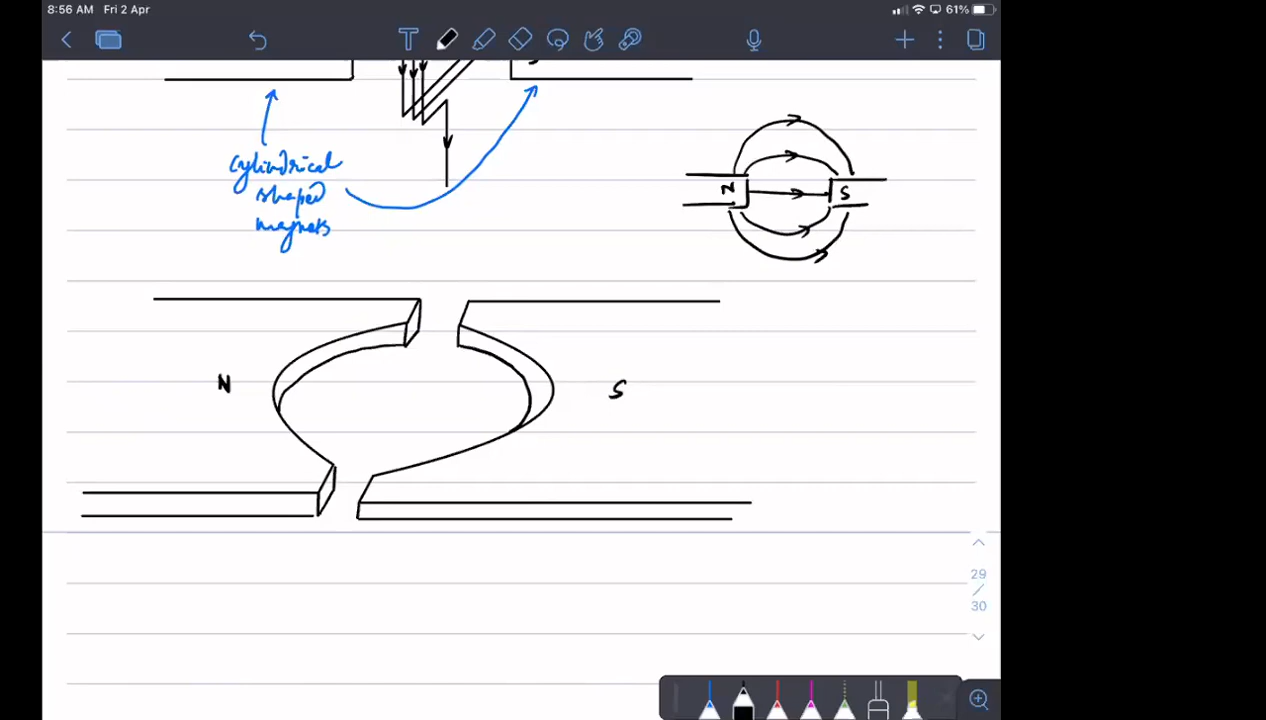 8:56 AM Fri 2 Apr
61%
T
cylindrical
shaped
magnets
N
S
N
S
29
/
30